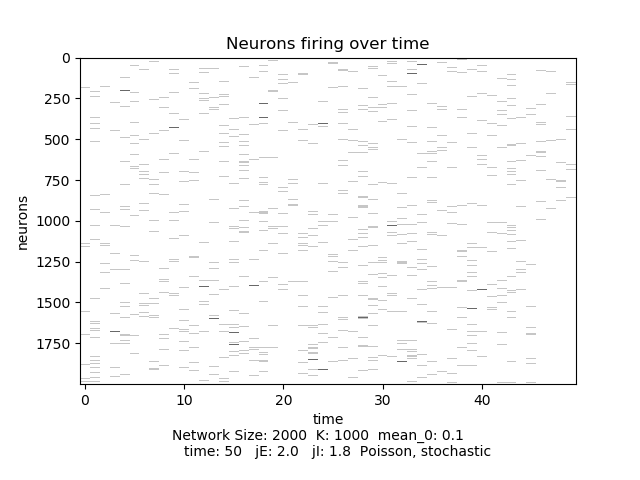 Neurons firing over time
0
250
500
750
1000
1250
1500
1750
neurons
0 10 20 30 40
time
Network Size: 2000 K: 1000 mean_0: 0.1
time: 50 jE: 2.0 jI: 1.8 Poisson, stochastic